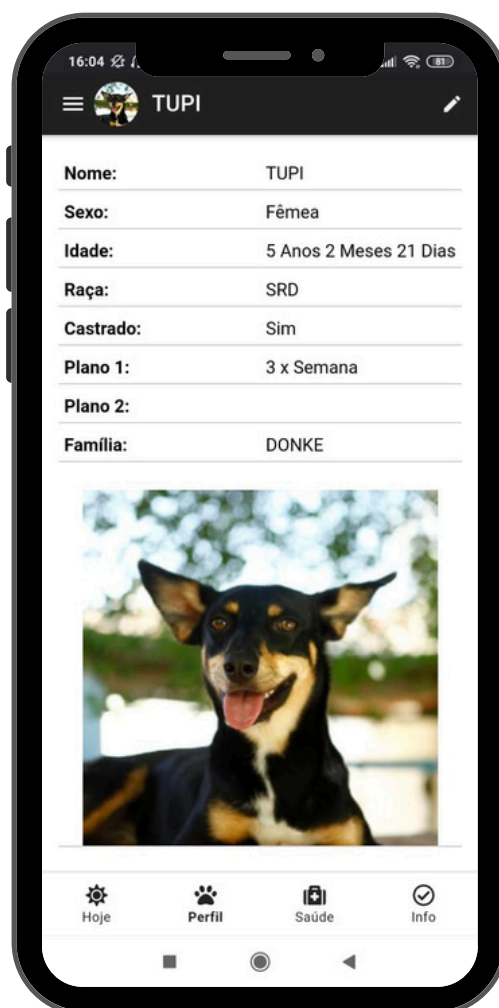 16:04
81
TUPI
Nome: TUPI
Sexo: Fêmea
Idade: 5 Anos 2 Meses 21 Dias
Raça: SRD
Castrado: Sim
Plano 1: 3 x Semana
Plano 2:
Família: DONKE
Hoje Perfil Saúde Info